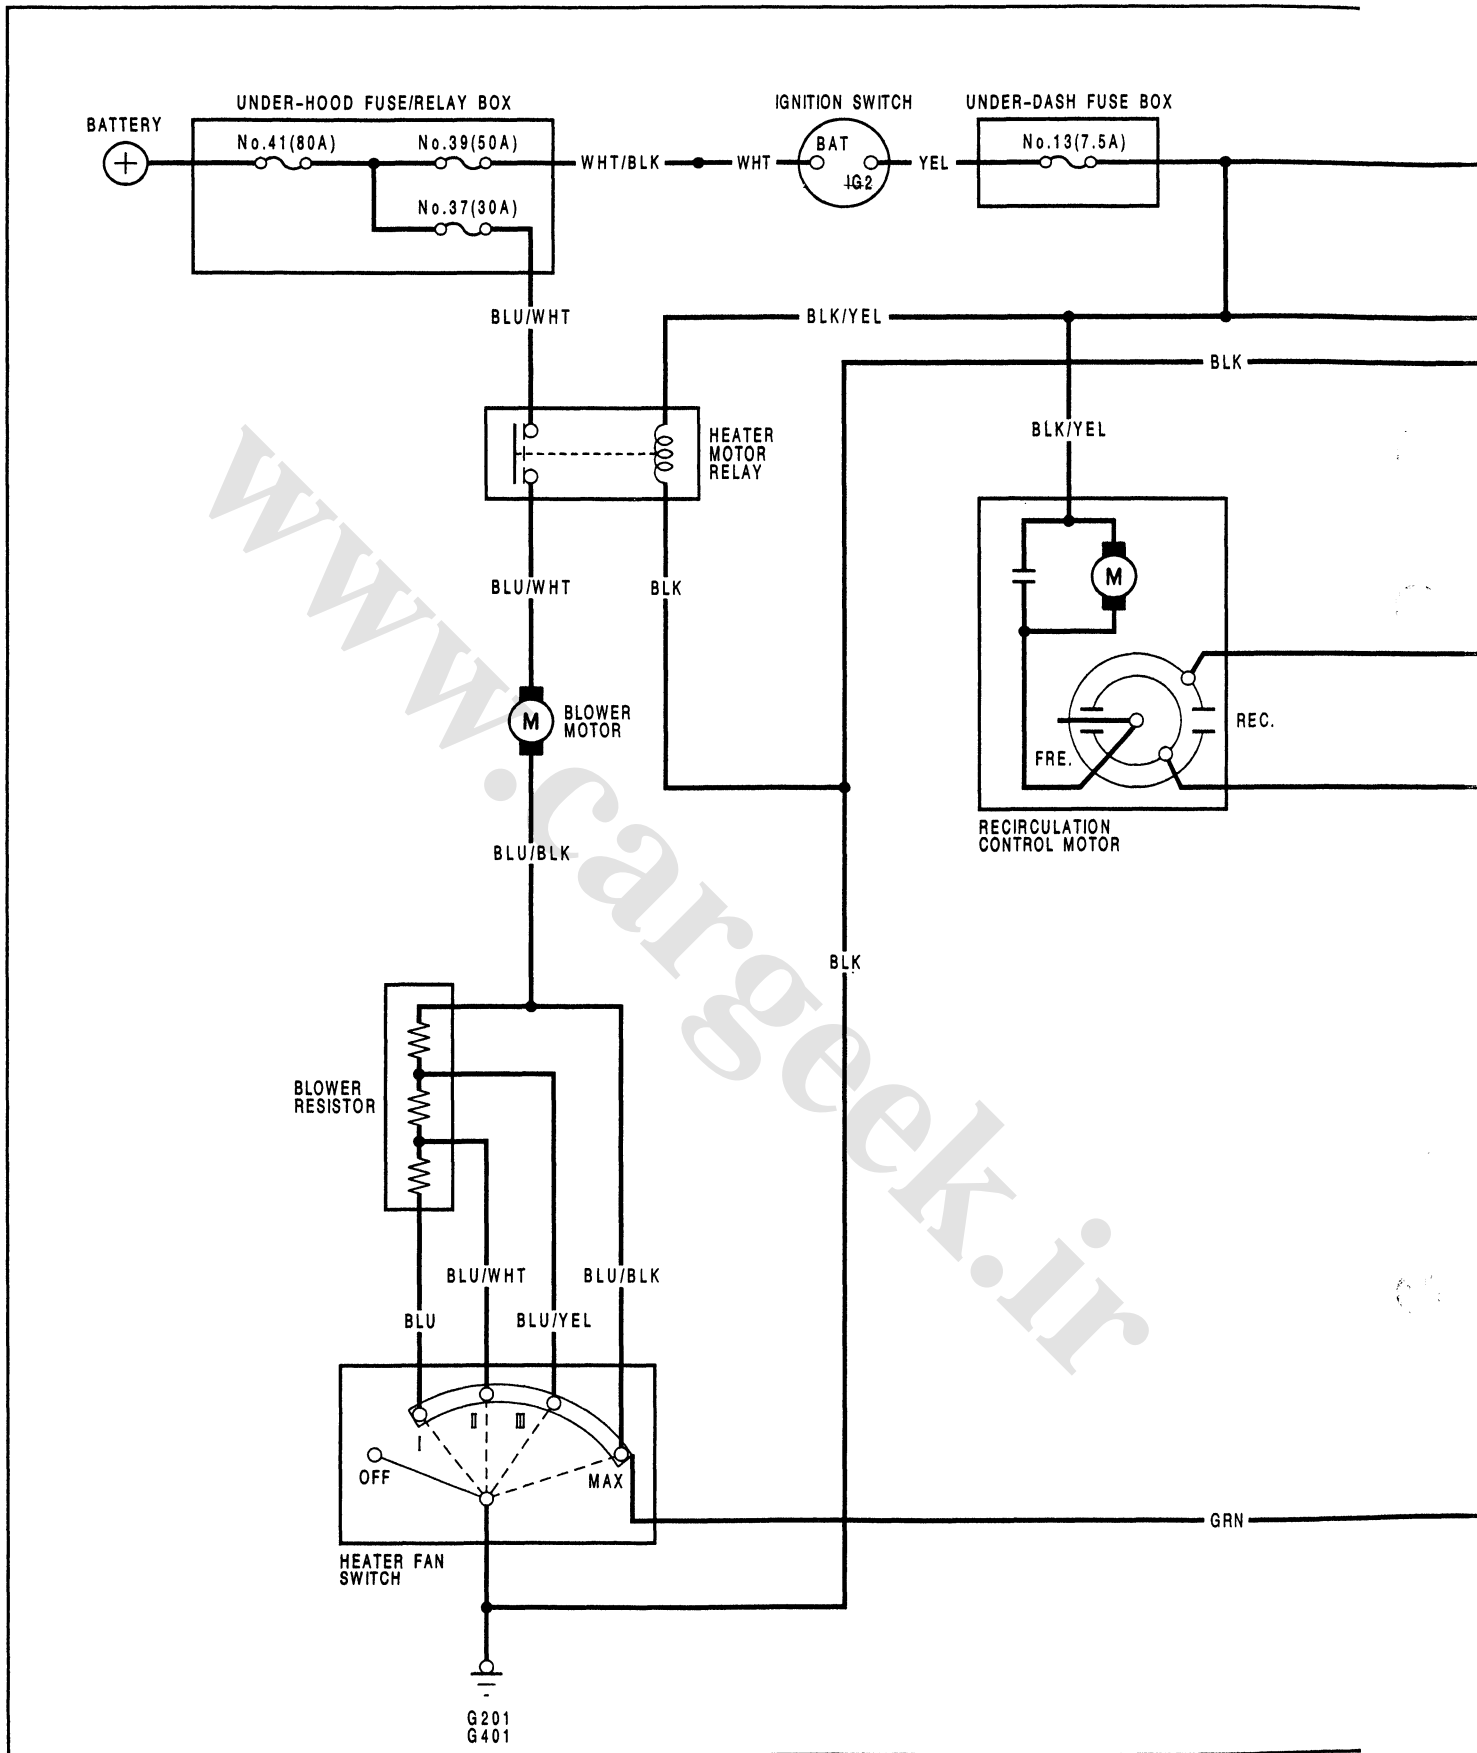 UNDER-HOOD FUSE/RELAY BOX
IGNITION SWITCH
UNDER-DASH FUSE BOX
BATTERY
No.41(80A)
No.39(50A)
WHT/BLK
WHT
BAT
IG2
YEL
No.13(7.5A)
No.37(30A)
BLU/WHT
BLK/YEL
BLK
BLK/YEL
HEATER
MOTOR
RELAY
BLU/WHT
BLK
M
M
BLOWER
MOTOR
REC.
FRE.
RECIRCULATION
CONTROL MOTOR
BLU/BLK
BLK
BLOWER
RESISTOR
BLU/WHT
BLU/BLK
BLU
BLU/YEL
I
II
III
OFF
MAX
GRN
HEATER FAN
SWITCH
G201
G401
www.cargeek.ir